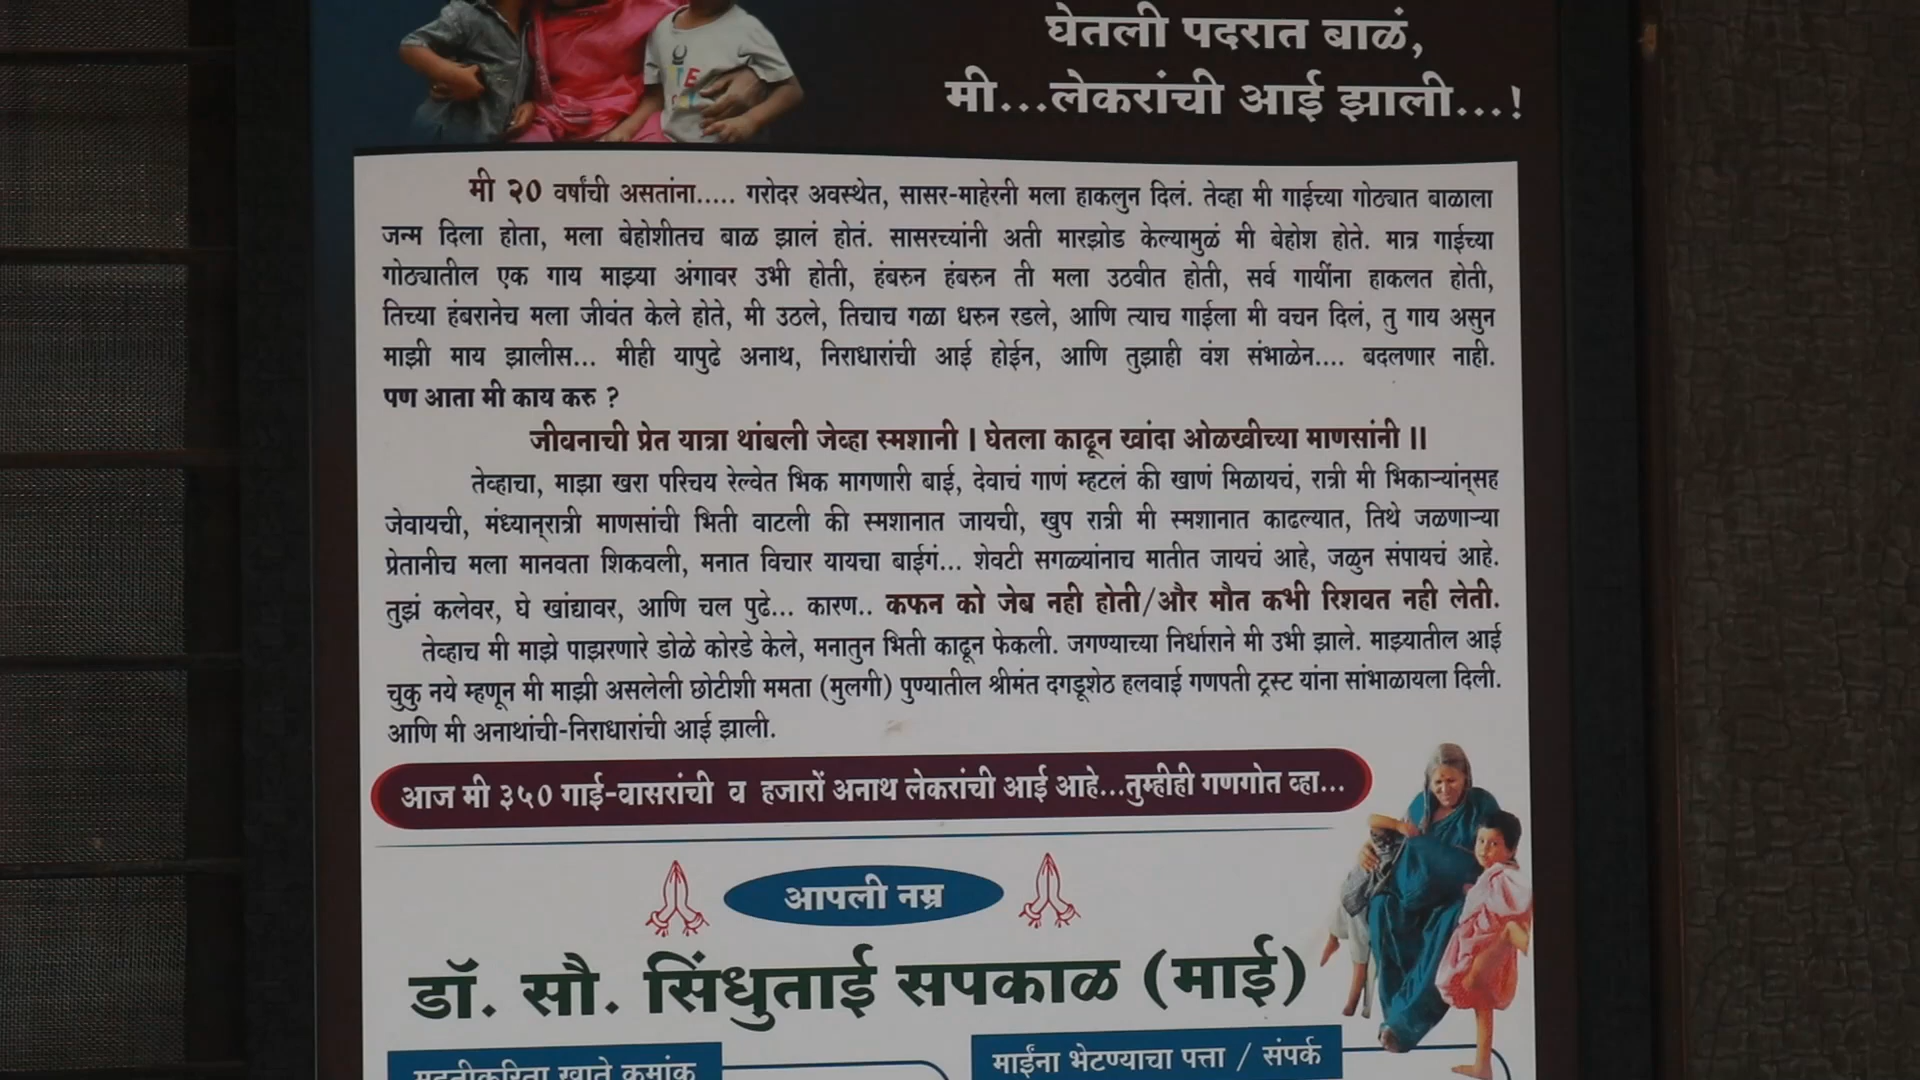 घेतली पदरात बाळं,
मी...लेकरांची आई झाली...!
मी २० वर्षांची असतांना..... गरोदर अवस्थेत, सासर-माहेरनी मला हाकलुन दिलं. तेव्हा मी गाईच्या गोठ्यात बाळाला
जन्म दिला होता, मला बेहोशीतच बाळ झालं होतं. सासरच्यांनी अती मारझोड केल्यामुळं मी बेहोश होते. मात्र गाईच्या
गोठ्यातील एक गाय माझ्या अंगावर उभी होती, हंबरुन हंबरुन ती मला उठवीत होती, सर्व गायींना हाकलत होती,
तिच्या हंबरानेच मला जीवंत केले होते, मी उठले, तिचाच गळा धरुन रडले, आणि त्याच गाईला मी वचन दिलं, तु गाय असुन
माझी माय झालीस... मीही यापुढे अनाथ, निराधारांची आई होईन, आणि तुझाही वंश संभाळेन.... बदलणार नाही.
पण आता मी काय करु ?
जीवनाची प्रेत यात्रा थांबली जेव्हा स्मशानी । घेतला काढून खांदा ओळखीच्या माणसांनी ॥
तेव्हाचा, माझा खरा परिचय रेल्वेत भिक मागणारी बाई, देवाचं गाणं म्हटलं की खाणं मिळायचं, रात्री मी भिकाऱ्यांन्‌सह
जेवायची, मंध्यान्‌रात्री माणसांची भिती वाटली की स्मशानात जायची, खुप रात्री मी स्मशानात काढल्यात, तिथे जळणाऱ्या
प्रेतानीच मला मानवता शिकवली, मनात विचार यायचा बाईगं... शेवटी सगळ्यांनाच मातीत जायचं आहे, जळुन संपायचं आहे.
तुझं कलेवर, घे खांद्यावर, आणि चल पुढे... कारण.. कफन को जेब नही होती/और मौत कभी रिशवत नही लेती.
तेव्हाच मी माझे पाझरणारे डोळे कोरडे केले, मनातुन भिती काढून फेकली. जगण्याच्या निर्धाराने मी उभी झाले. माझ्यातील आई
चुकु नये म्हणून मी माझी असलेली छोटीशी ममता (मुलगी) पुण्यातील श्रीमंत दगडूशेठ हलवाई गणपती ट्रस्ट यांना सांभाळायला दिली.
आणि मी अनाथांची-निराधारांची आई झाली.
आज मी ३५० गाई-वासरांची व हजारों अनाथ लेकरांची आई आहे...तुम्हीही गणगोत व्हा...
आपली नम्र
डॉ. सौ. सिंधुताई सपकाळ (माई)
मदतीकरिता खाते क्रमांक
माईंना भेटण्याचा पत्ता / संपर्क